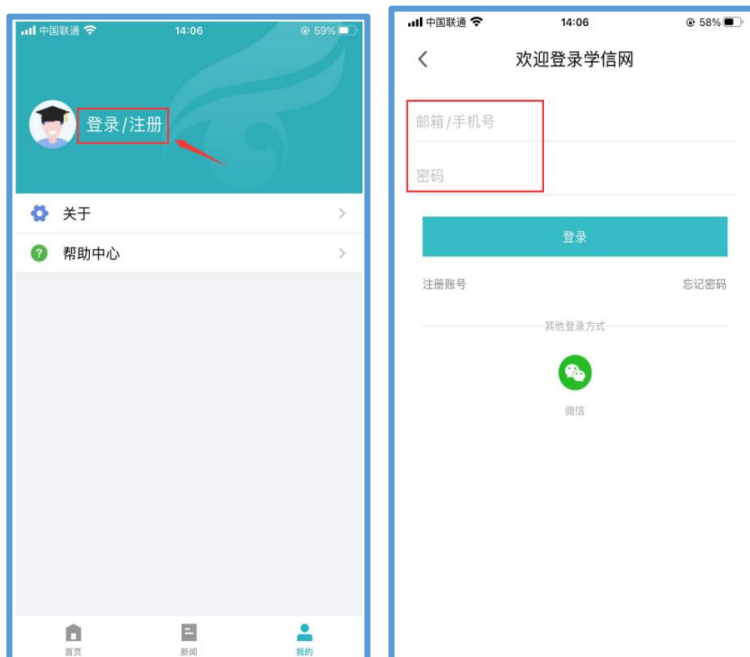 中国联通 14:06 59%
登录/注册
关于
帮助中心
首页 新闻 我的
中国联通 14:06 58%
欢迎登录学信网
邮箱/手机号
密码
登录
注册账号 忘记密码
其他登录方式
微信